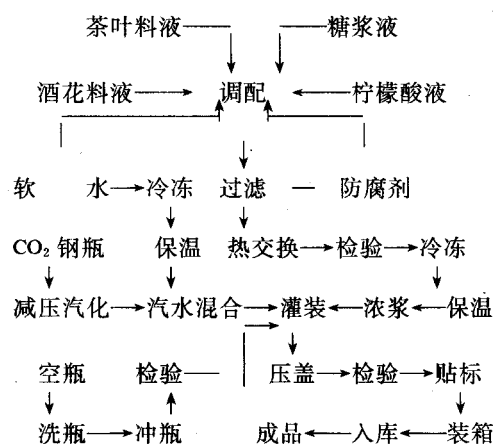 茶叶料液 糖浆液
酒花料液 调配 柠檬酸液
软 水 冷冻 过滤 防腐剂
CO₂ 钢瓶 保温 热交换 检验 冷冻
减压汽化 汽水混合 灌装 浓浆 保温
空瓶 检验 压盖 检验 贴标
洗瓶 冲瓶 成品 入库 装箱